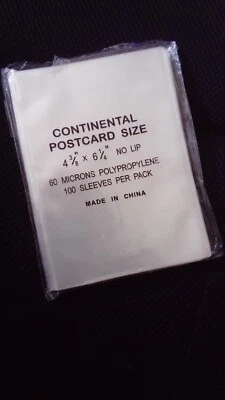 CONTINENTAL
POSTCARD SIZE
4 3/8" x 6 1/4" NO LIP
60 MICRONS POLYPROPYLENE
100 SLEEVES PER PACK
MADE IN CHINA